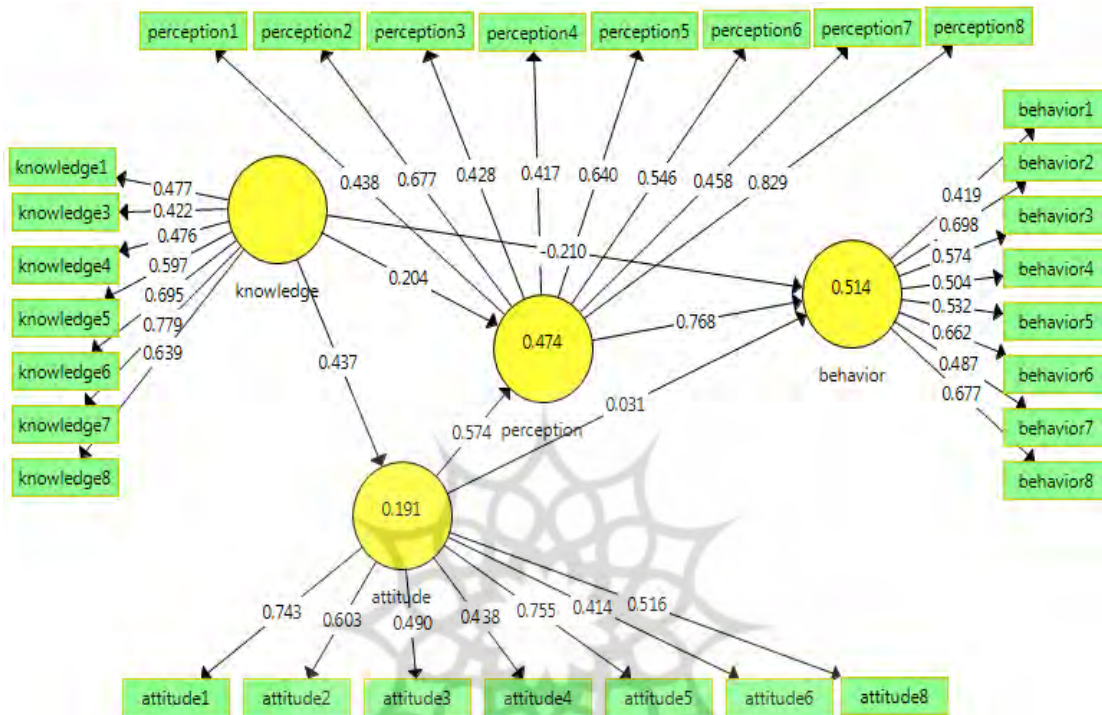 perception1 perception2 perception3 perception4 perception5 perception6 perception7 perception8
behavior1
behavior2
behavior3
behavior4
behavior5
behavior6
behavior7
behavior8
knowledge1
knowledge3
knowledge4
knowledge5
knowledge6
knowledge7
knowledge8
0.477
0.422
0.476
0.597
0.695
0.779
0.639
knowledge
0.438 0.677 0.428 0.417 0.640 0.546 0.458 0.829
0.419
0.698
0.574
0.504
0.532
0.662
0.487
0.677
-0.210
0.204
0.437
0.474
perception
0.768
0.514
behavior
0.031
0.574
0.191
attitude
0.743 0.603 0.490 0.438 0.755 0.414 0.516
attitude1 attitude2 attitude3 attitude4 attitude5 attitude6 attitude8